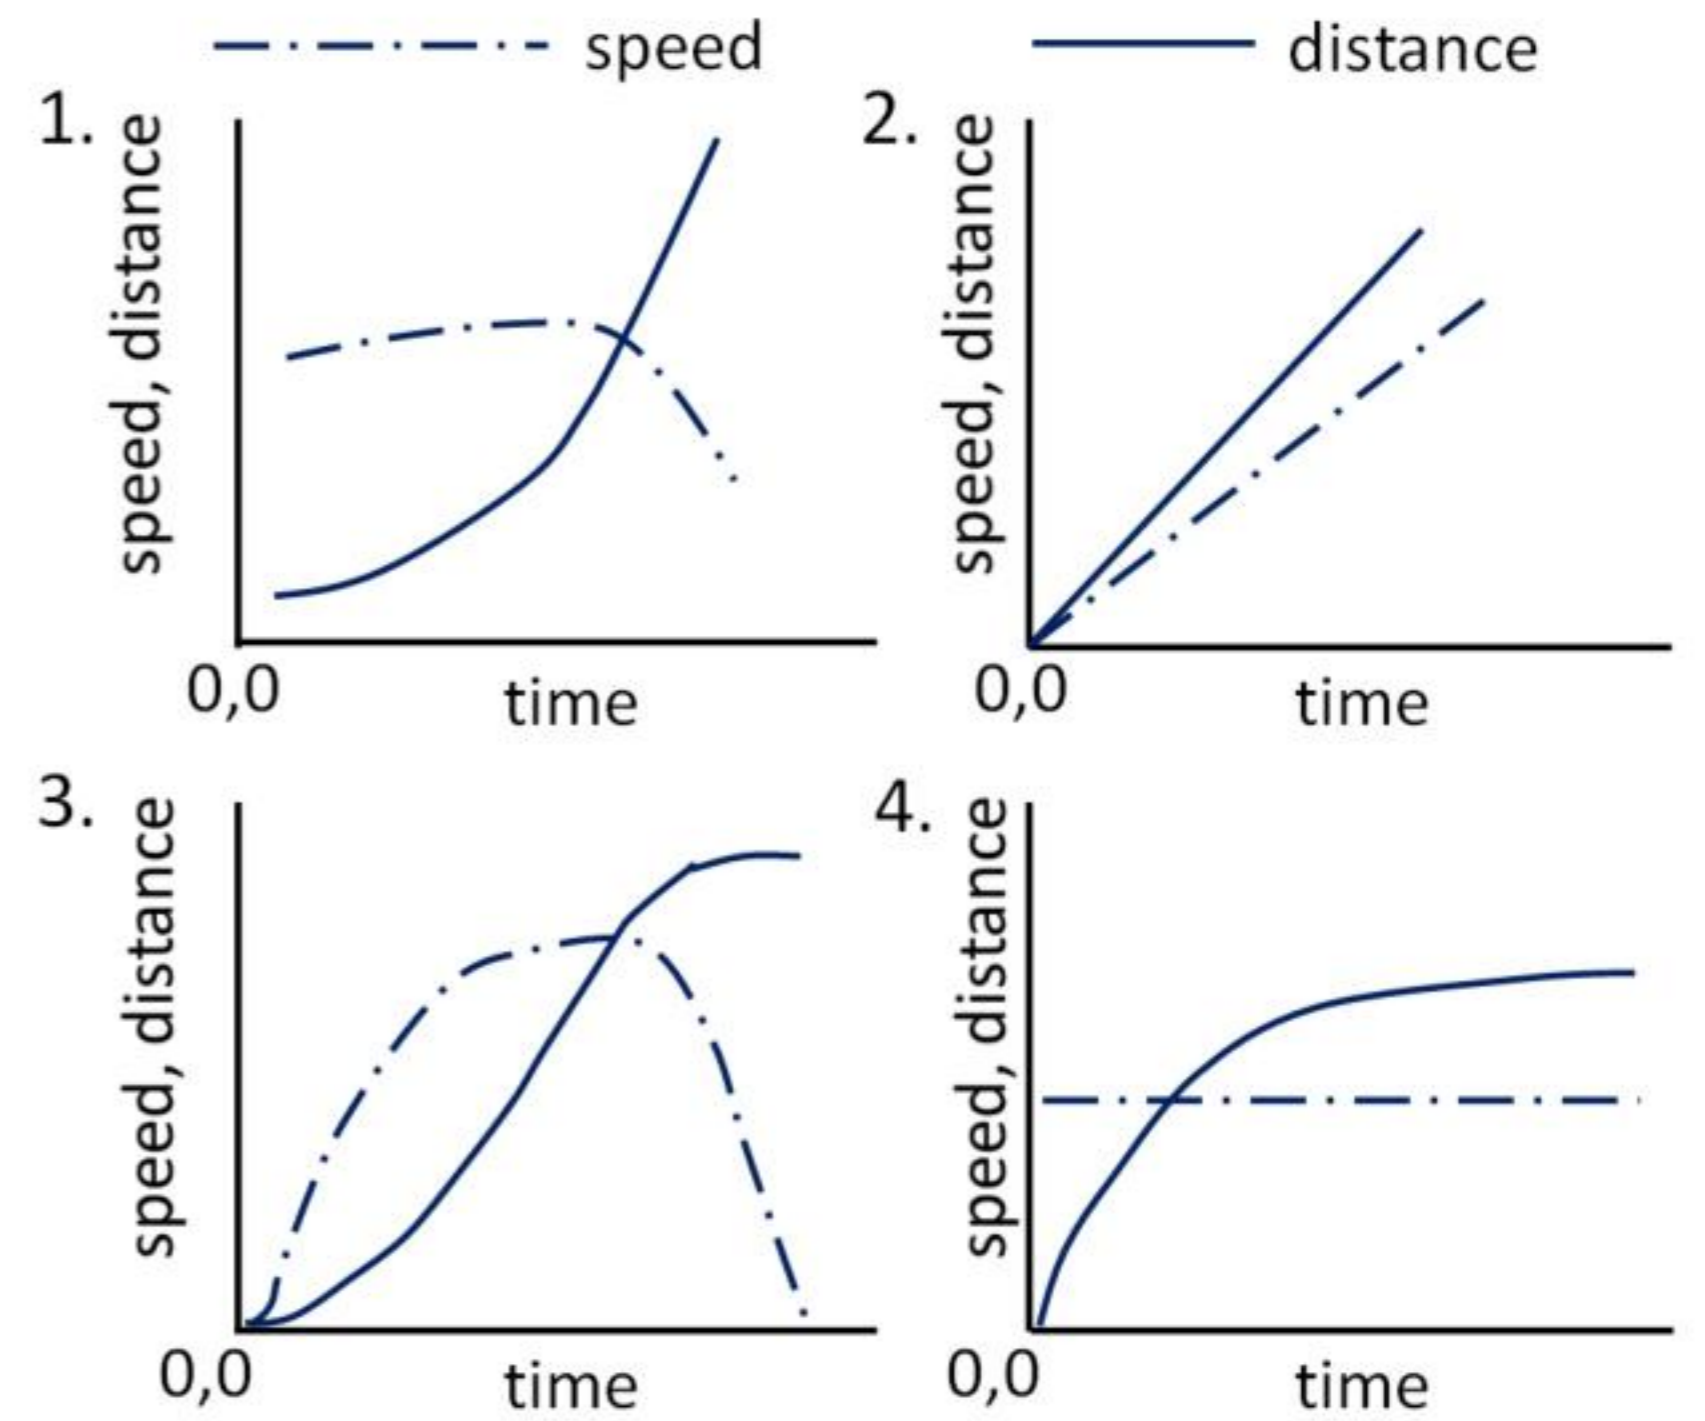 speed distance
1. speed, distance
0,0 time
2. speed, distance
0,0 time
3. speed, distance
0,0 time
4. speed, distance
0,0 time